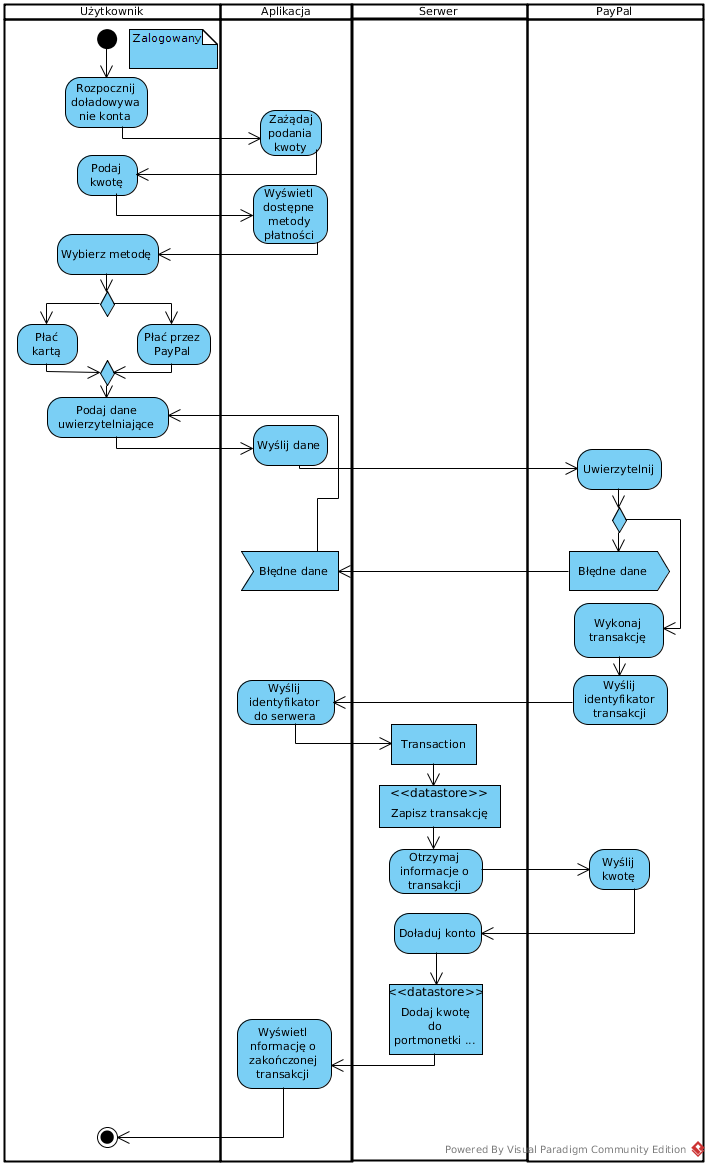 Użytkownik
Aplikacja
Serwer
PayPal
Zalogowany
Rozpocznij
doładowywa
nie konta
Zażądaj
podania
kwoty
Podaj
kwotę
Wyświetl
dostępne
metody
płatności
Wybierz metodę
Płać
kartą
Płać przez
PayPal
Podaj dane
uwierzytelniające
Wyślij dane
Uwierzytelnij
Błędne dane
Błędne dane
Wykonaj
transakcję
Wyślij
identyfikator
transakcji
Wyślij
identyfikator
do serwera
Transaction
<<datastore>>
Zapisz transakcję
Otrzymaj
informacje o
transakcji
Wyślij
kwotę
Doładuj konto
<<datastore>>
Dodaj kwotę
do
portmonetki ...
Wyświetl
nformację o
zakończonej
transakcji
Powered By Visual Paradigm Community Edition